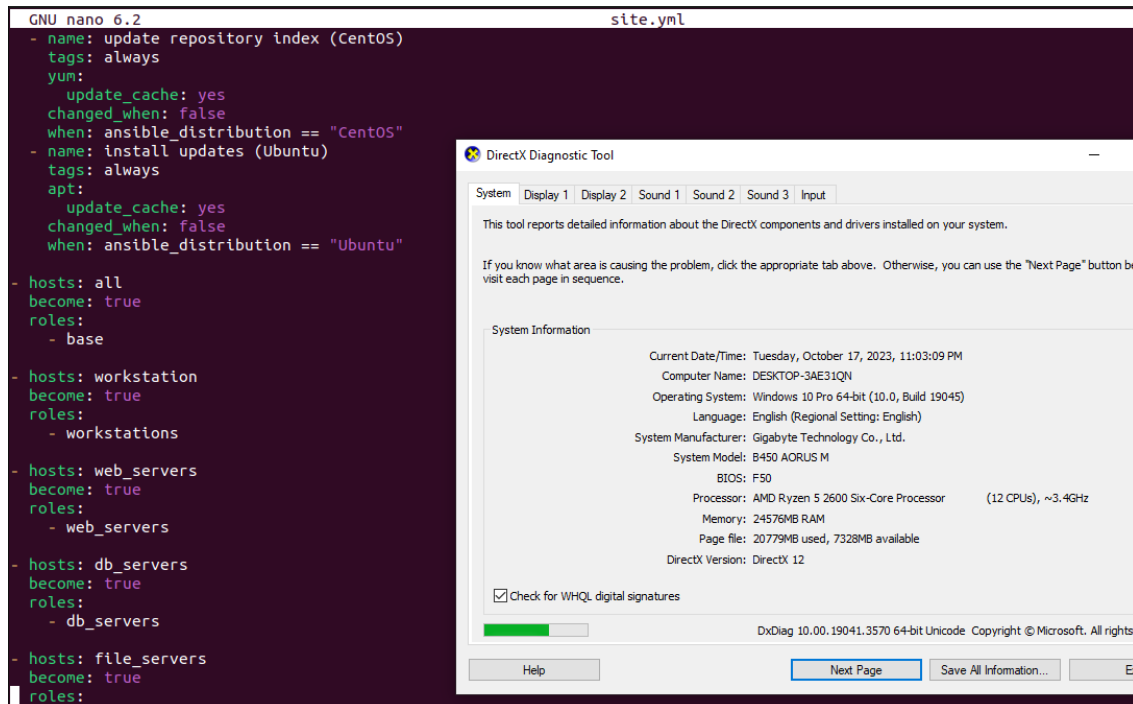 GNU nano 6.2 site.yml
- name: update repository index (CentOS)
tags: always
yum:
update_cache: yes
changed_when: false
when: ansible_distribution == "CentOS"
- name: install updates (Ubuntu)
tags: always
apt:
update_cache: yes
changed_when: false
when: ansible_distribution == "Ubuntu"
- hosts: all
become: true
roles:
- base
- hosts: workstation
become: true
roles:
- workstations
- hosts: web_servers
become: true
roles:
- web_servers
- hosts: db_servers
become: true
roles:
- db_servers
- hosts: file_servers
become: true
roles:
DirectX Diagnostic Tool
System Display 1 Display 2 Sound 1 Sound 2 Sound 3 Input
This tool reports detailed information about the DirectX components and drivers installed on your system.
If you know what area is causing the problem, click the appropriate tab above. Otherwise, you can use the "Next Page" button
visit each page in sequence.
System Information
Current Date/Time: Tuesday, October 17, 2023, 11:03:09 PM
Computer Name: DESKTOP-3AE31QN
Operating System: Windows 10 Pro 64-bit (10.0, Build 19045)
Language: English (Regional Setting: English)
System Manufacturer: Gigabyte Technology Co., Ltd.
System Model: B450 AORUS M
BIOS: F50
Processor: AMD Ryzen 5 2600 Six-Core Processor (12 CPUs), ~3.4GHz
Memory: 24576MB RAM
Page file: 20779MB used, 7328MB available
DirectX Version: DirectX 12
Check for WHQL digital signatures
DxDiag 10.00.19041.3570 64-bit Unicode Copyright © Microsoft. All rights
Help Next Page Save All Information...